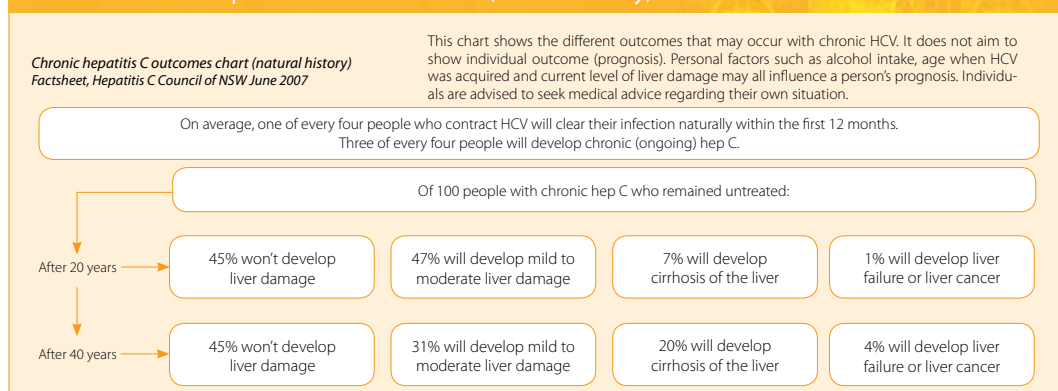 Chronic hepatitis C outcomes chart (natural history)
Factsheet, Hepatitis C Council of NSW June 2007
This chart shows the different outcomes that may occur with chronic HCV. It does not aim to
show individual outcome (prognosis). Personal factors such as alcohol intake, age when HCV
was acquired and current level of liver damage may all influence a person's prognosis. Individu-
als are advised to seek medical advice regarding their own situation.
On average, one of every four people who contract HCV will clear their infection naturally within the first 12 months.
Three of every four people will develop chronic (ongoing) hep C.
Of 100 people with chronic hep C who remained untreated:
After 20 years
45% won't develop
liver damage
47% will develop mild to
moderate liver damage
7% will develop
cirrhosis of the liver
1% will develop liver
failure or liver cancer
After 40 years
45% won't develop
liver damage
31% will develop mild to
moderate liver damage
20% will develop
cirrhosis of the liver
4% will develop liver
failure or liver cancer